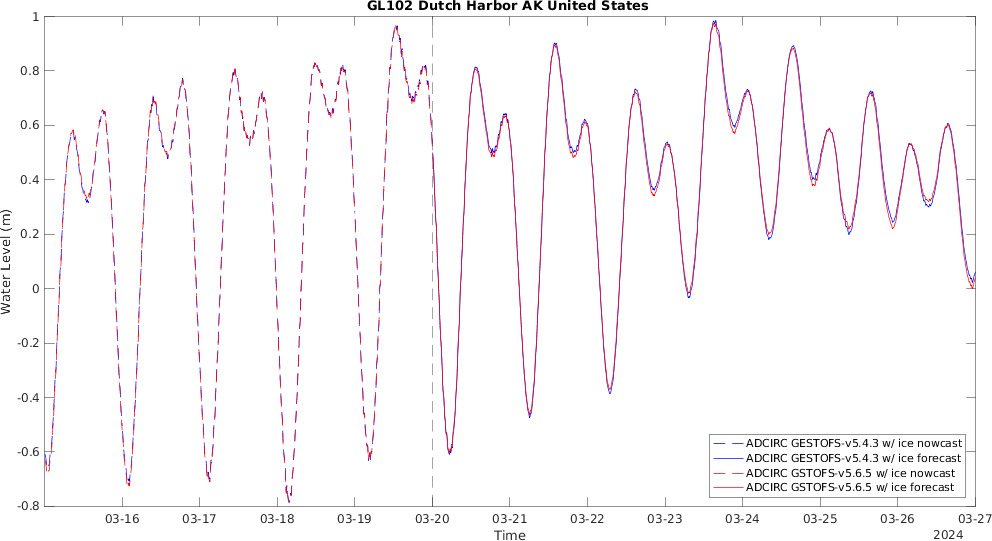 GL102 Dutch Harbor AK United States
1
0.8
0.6
0.4
0.2
0
-0.2
-0.4
-0.6
-0.8
Water Level (m)
ADCIRC GESTOFS-v5.4.3 w/ ice nowcast
ADCIRC GESTOFS-v5.4.3 w/ ice forecast
ADCIRC GSTOFS-v5.6.5 w/ ice nowcast
ADCIRC GSTOFS-v5.6.5 w/ ice forecast
03-16 03-17 03-18 03-19 03-20 03-21 03-22 03-23 03-24 03-25 03-26 03-27
Time
2024